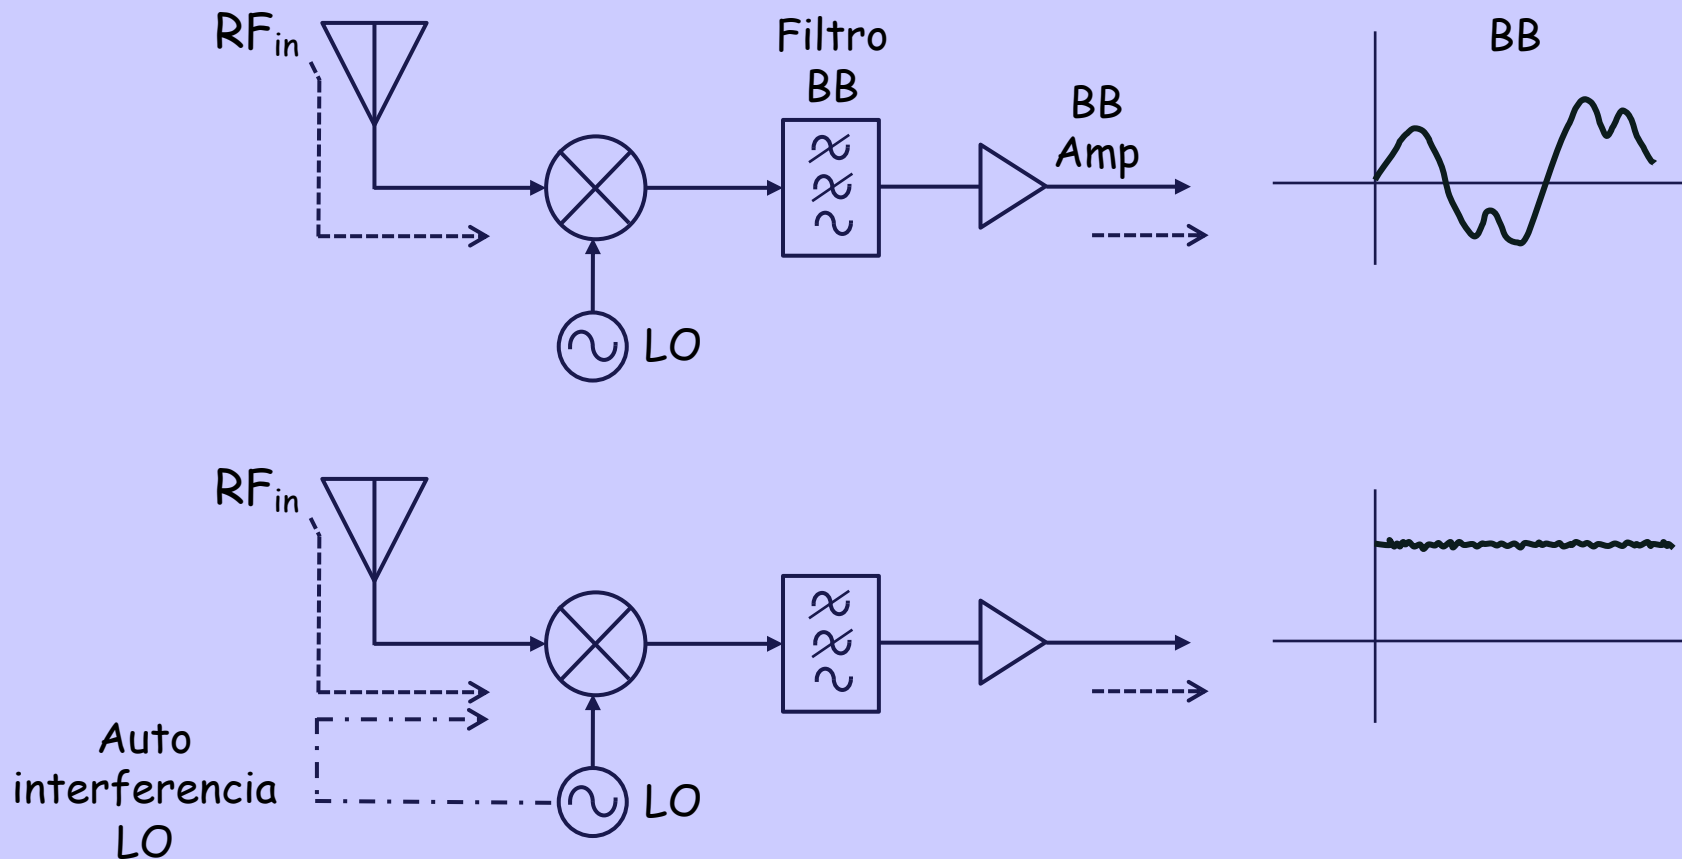 RFin
Filtro
BB
BB
Amp
BB
LO
RFin
Auto
interferencia
LO
LO